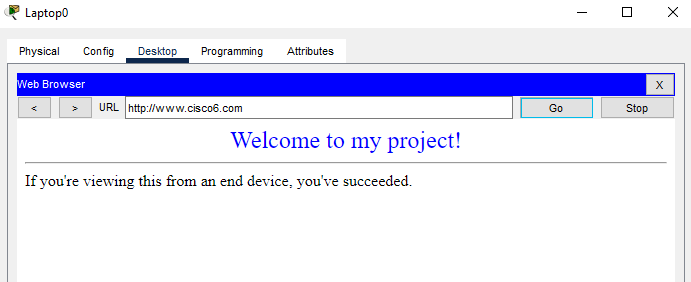 Laptop0
Physical Config Desktop Programming Attributes
Web Browser X
< > URL http://www.cisco6.com Go Stop
Welcome to my project!
If you're viewing this from an end device, you've succeeded.